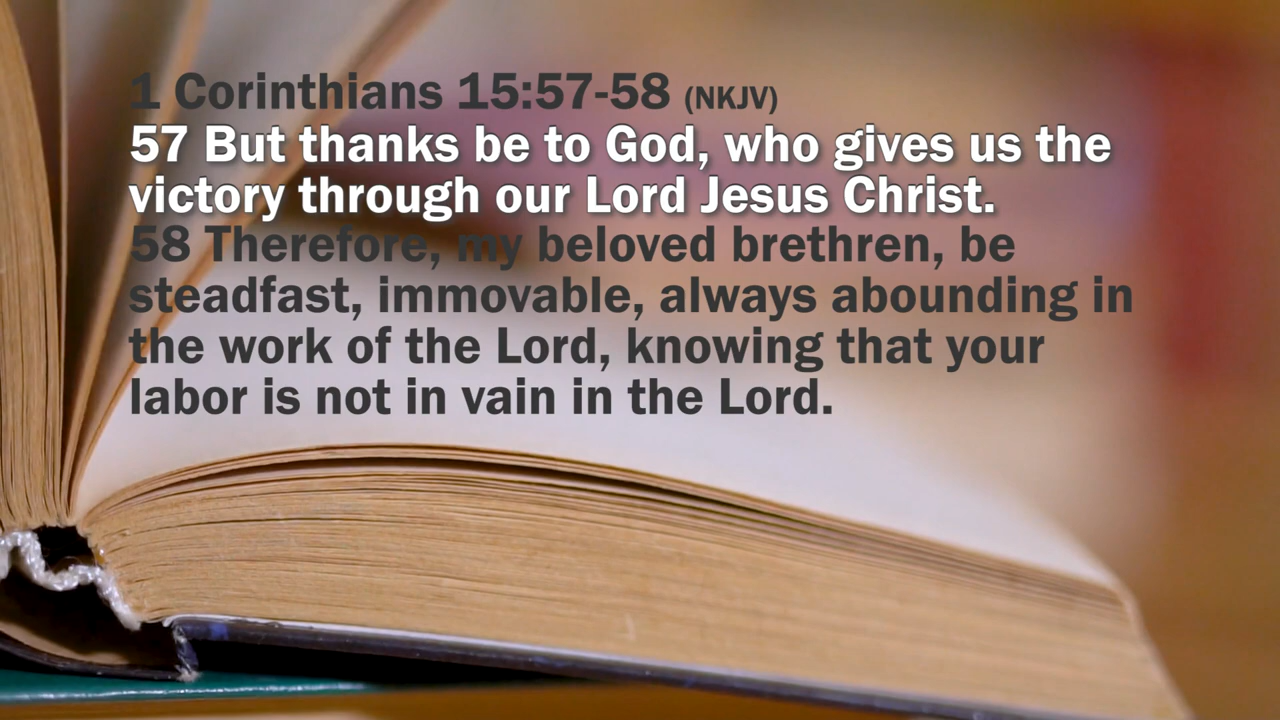 1 Corinthians 15:57-58 (NKJV)
57 But thanks be to God, who gives us the
victory through our Lord Jesus Christ.
58 Therefore, my beloved brethren, be
steadfast, immovable, always abounding in
the work of the Lord, knowing that your
labor is not in vain in the Lord.